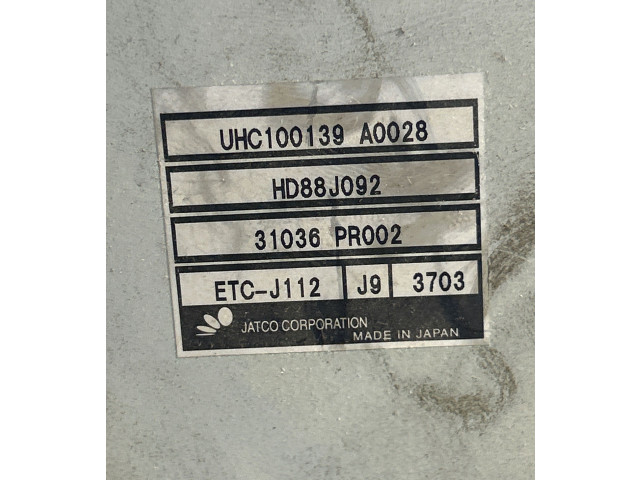 UHC100139 A0028
HD88J092
31036 PR002
ETC-J112 J9 3703
JATCO CORPORATION
MADE IN JAPAN